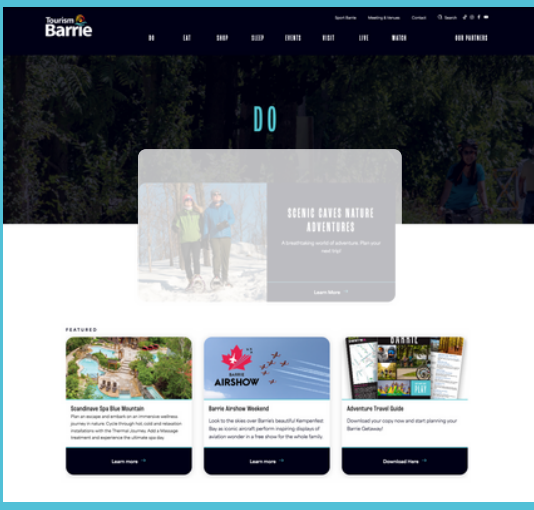 Tourism
Barrie
Sport Barrie Meeting & Venues Contact Search
DO EAT SHOP SLEEP EVENTS VISIT LIVE WATCH OUR PARTNERS
DO
SCENIC CAVES NATURE
ADVENTURES
A breathtaking world of adventure. Plan your
next trip!
Learn More →
FEATURED
BARRIE
AIRSHOW
BARRIE
PLAY
Scandinave Spa Blue Mountain
Plan an escape and embark on an immersive wellness
journey in nature. Cycle through hot, cold and relaxation
installations with the Thermal Journey. Add a Massage
treatment and experience the ultimate spa day.
Learn more →
Barrie Airshow Weekend
Look to the skies over Barrie's beautiful Kempenfelt
Bay as iconic aircraft perform inspiring displays of
aviation wonder in a free show for the whole family.
Learn more →
Adventure Travel Guide
Download your copy now and start planning your
Barrie Getaway!
Download Here →